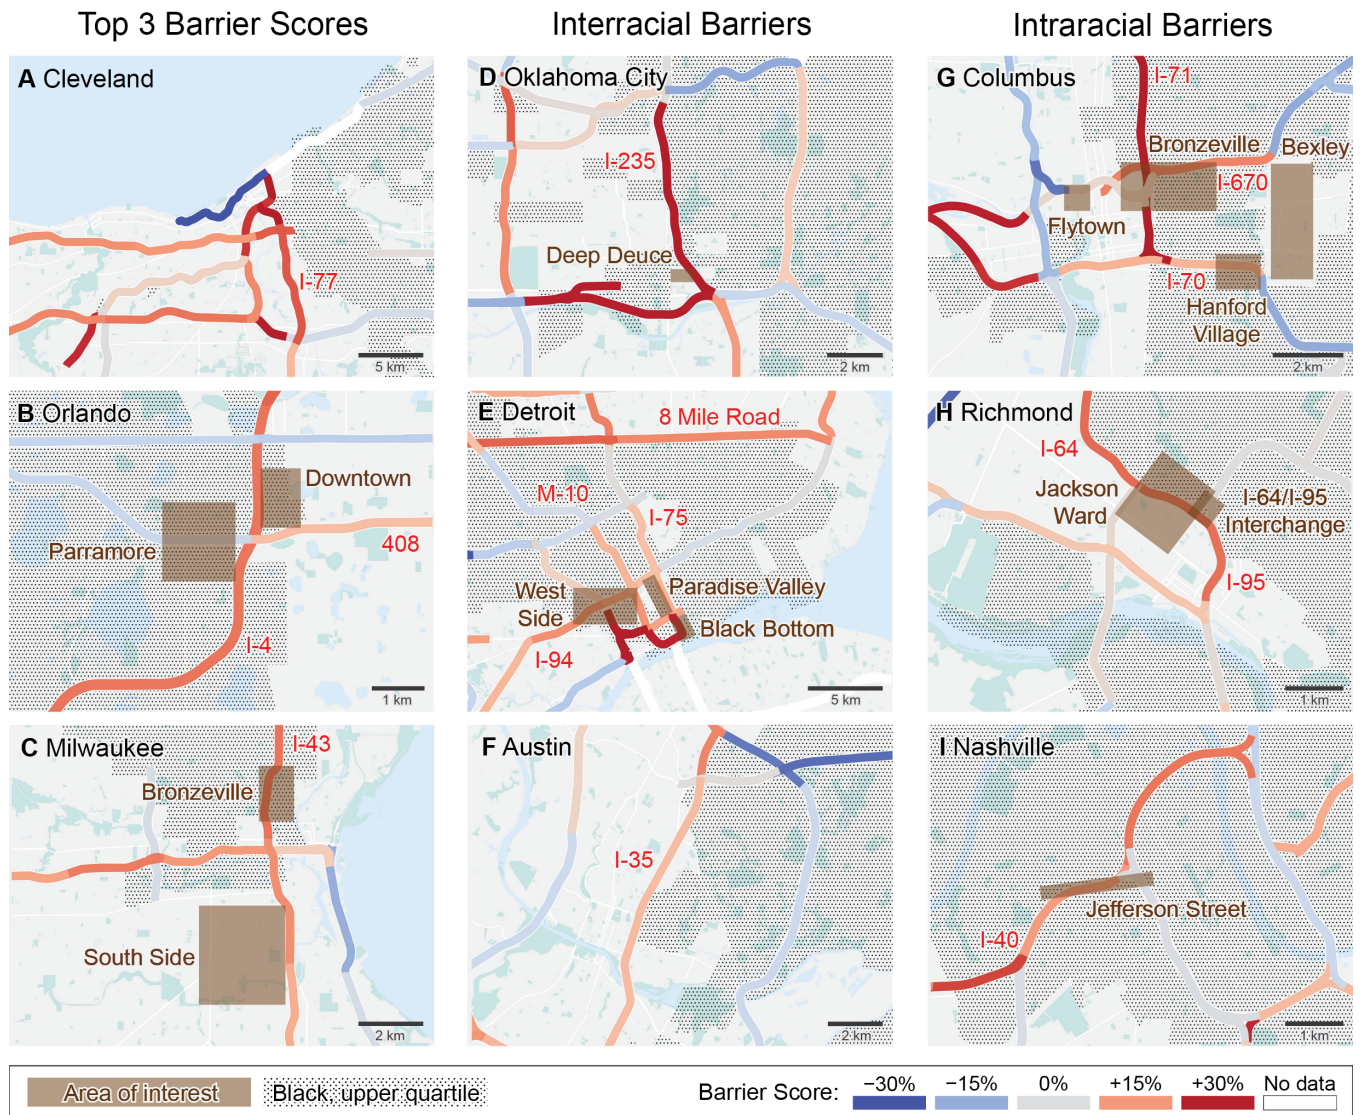 Top 3 Barrier Scores
Interracial Barriers
Intraracial Barriers
A Cleveland
I-77
5 km
D Oklahoma City
I-235
Deep Deuce
2 km
G Columbus
I-71
Bronzeville
Bexley
I-670
Flytown
I-70
Hanford
Village
2 km
B Orlando
Downtown
Parramore
408
I-4
1 km
E Detroit
8 Mile Road
M-10
I-75
West
Side
Paradise Valley
Black Bottom
I-94
5 km
H Richmond
I-64
Jackson
Ward
I-64/I-95
Interchange
I-95
1 km
C Milwaukee
I-43
Bronzeville
South Side
2 km
F Austin
I-35
2 km
I Nashville
Jefferson Street
I-40
1 km
Area of interest
Black, upper quartile
Barrier Score:
−30%
−15%
0%
+15%
+30%
No data